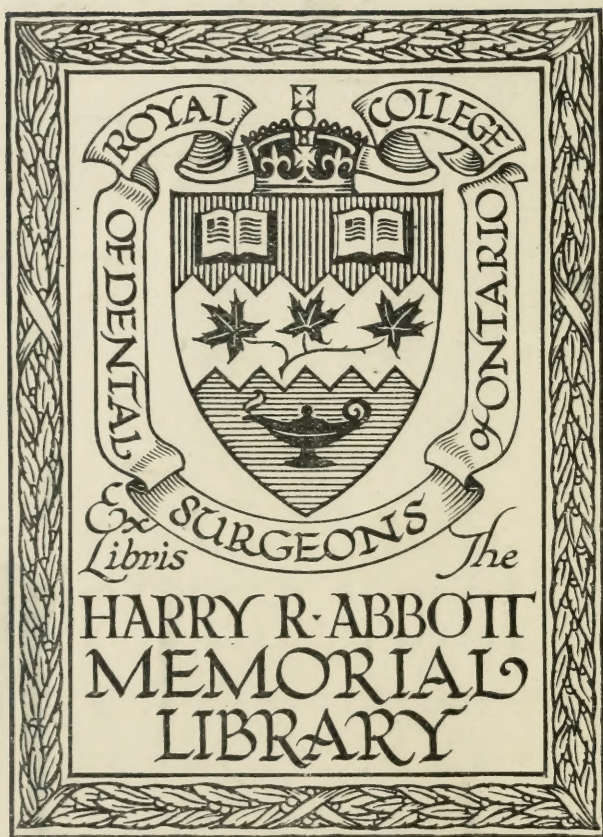 ROYAL COLLEGE
OF DENTAL SURGEONS of ONTARIO
Ex Libris The
HARRY R·ABBOTT
MEMORIAL
LIBRARY